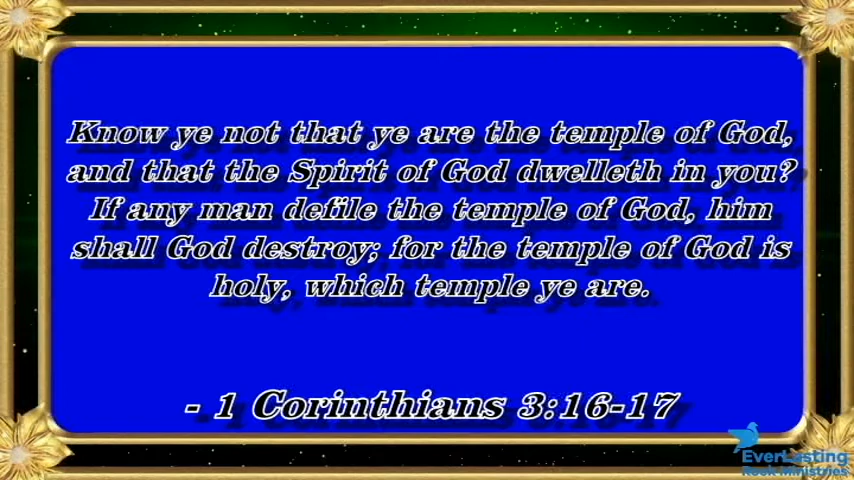 Know ye not that ye are the temple of God,
and that the Spirit of God dwelleth in you?
If any man defile the temple of God, him
shall God destroy; for the temple of God is
holy, which temple ye are.
- 1 Corinthians 3:16-17
EverLasting
Rock Ministries